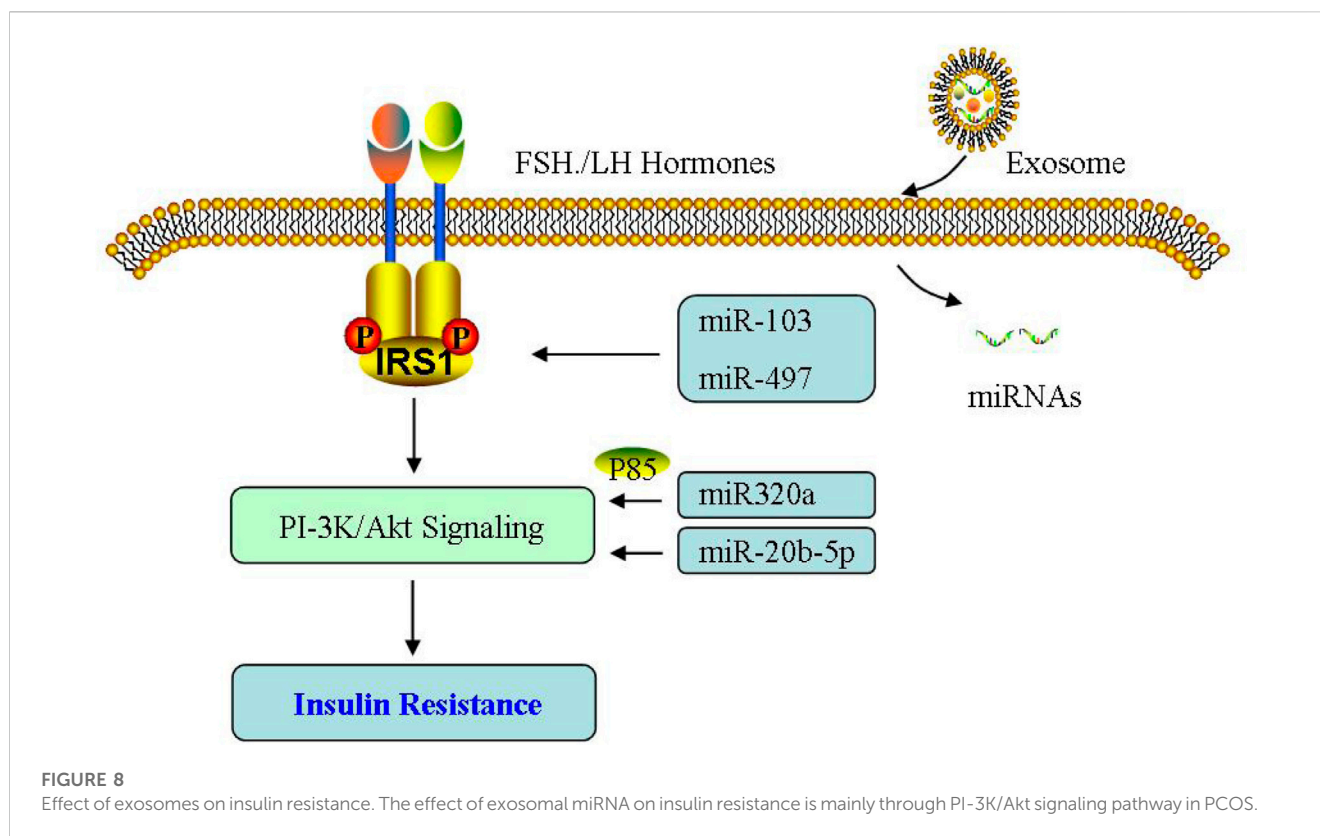 FSH./LH Hormones
Exosome
P
P
IRS1
miR-103
miR-497
miRNAs
P85
miR320a
PI-3K/Akt Signaling
miR-20b-5p
Insulin Resistance
FIGURE 8
Effect of exosomes on insulin resistance. The effect of exosomal miRNA on insulin resistance is mainly through PI-3K/Akt signaling pathway in PCOS.